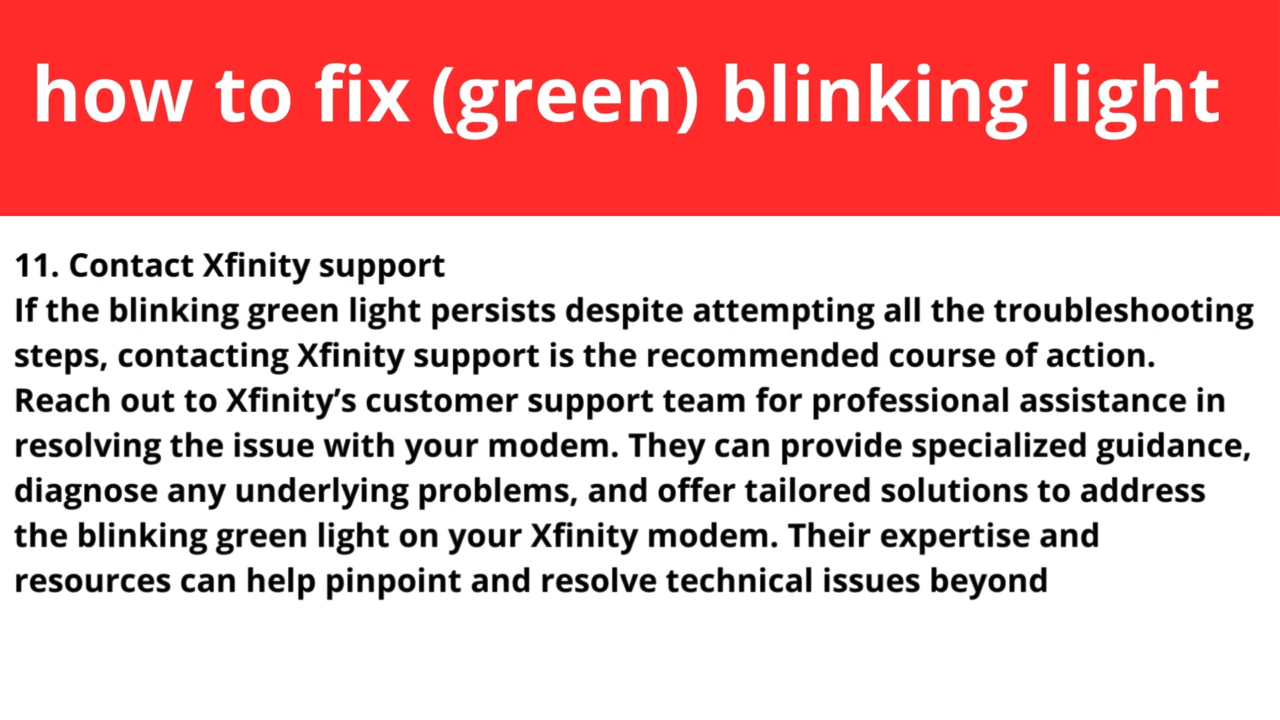 how to fix (green) blinking light
11. Contact Xfinity support
If the blinking green light persists despite attempting all the troubleshooting
steps, contacting Xfinity support is the recommended course of action.
Reach out to Xfinity’s customer support team for professional assistance in
resolving the issue with your modem. They can provide specialized guidance,
diagnose any underlying problems, and offer tailored solutions to address
the blinking green light on your Xfinity modem. Their expertise and
resources can help pinpoint and resolve technical issues beyond